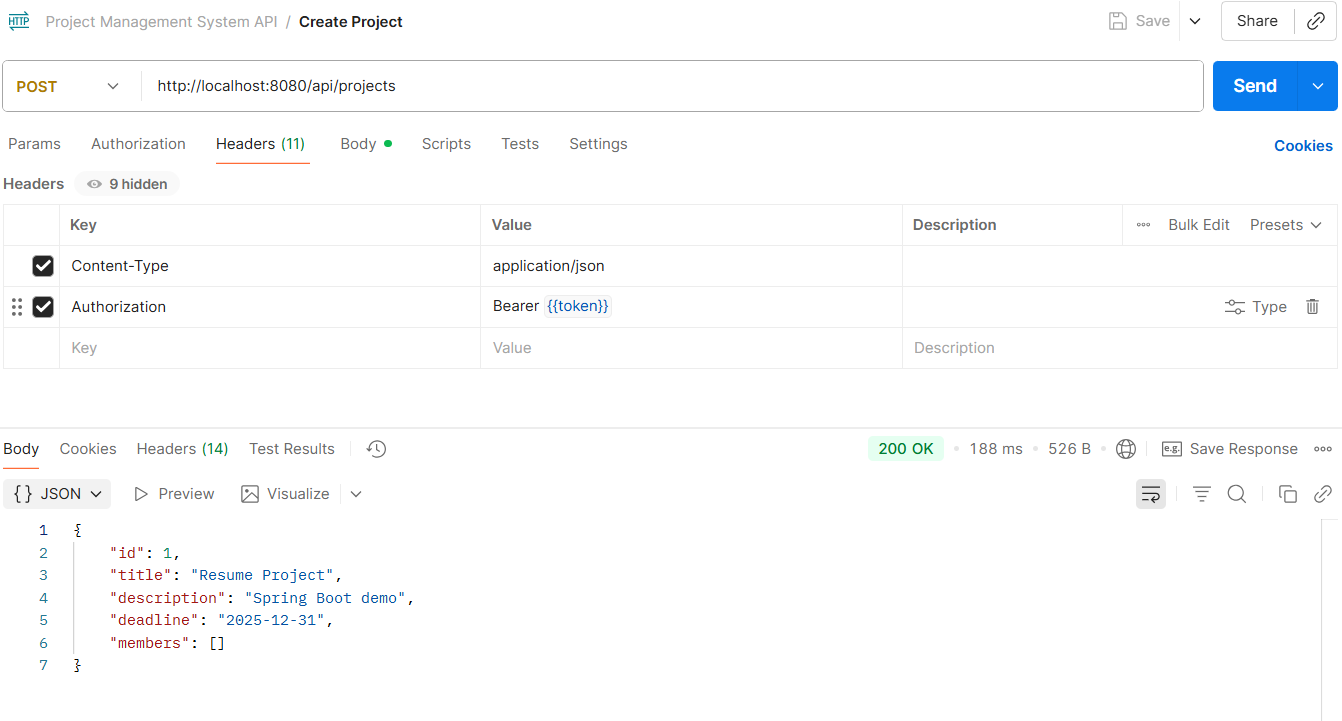 HTTP Project Management System API / Create Project Save Share
POST http://localhost:8080/api/projects Send
Params Authorization Headers (11) Body Scripts Tests Settings Cookies
Headers 9 hidden
Key Value Description Bulk Edit Presets
Content-Type application/json
Authorization Bearer {{token}} Type
Key Value Description
Body Cookies Headers (14) Test Results 200 OK 188 ms 526 B e.g. Save Response
{} JSON Preview Visualize
1 {
2 "id": 1,
3 "title": "Resume Project",
4 "description": "Spring Boot demo",
5 "deadline": "2025-12-31",
6 "members": []
7 }